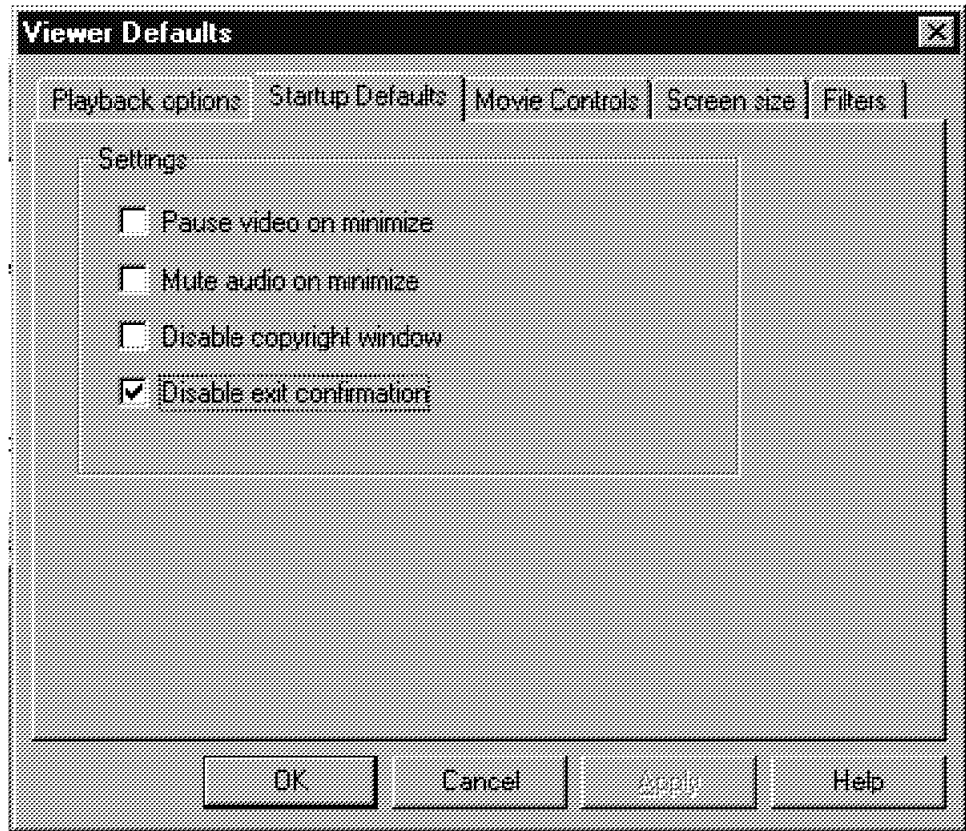 Viewer Defaults
Playback options Startup Defaults Movie Controls Screen size Filters
Settings
Pause video on minimize
Mute audio on minimize
Disable copyright window
Disable exit confirmation
OK Cancel Apply Help